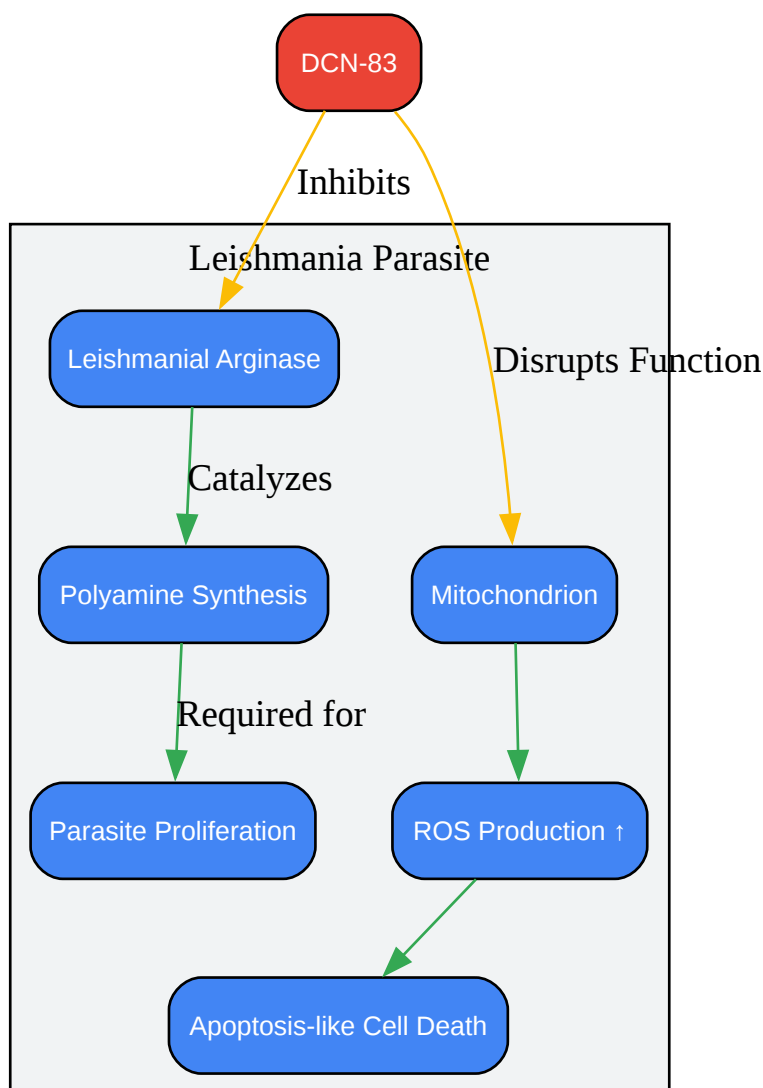 DCN-83
Inhibits
Leishmania Parasite
Leishmanial Arginase
Disrupts Function
Catalyzes
Polyamine Synthesis
Mitochondrion
Required for
Parasite Proliferation
ROS Production ↑
Apoptosis-like Cell Death